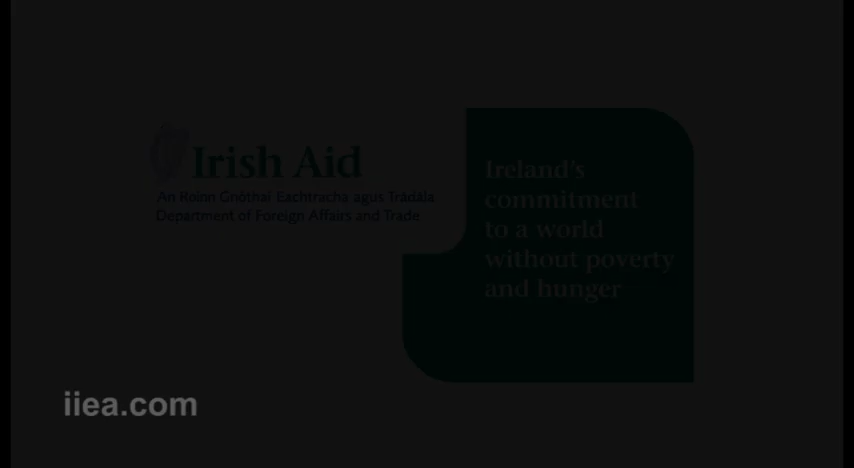 Irish Aid
An Roinn Gnóthaí Eachtracha agus Trádála
Department of Foreign Affairs and Trade
Ireland's
commitment
to a world
without poverty
and hunger
iiea.com